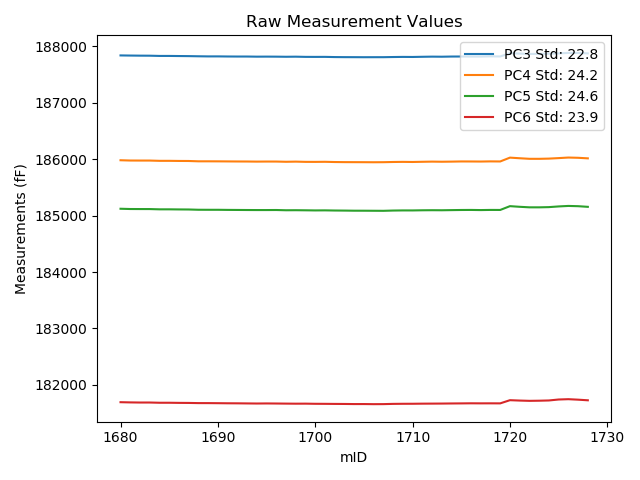 Raw Measurement Values
188000
187000
186000
185000
184000
183000
182000
Measurements (fF)
PC3 Std: 22.8
PC4 Std: 24.2
PC5 Std: 24.6
PC6 Std: 23.9
1680 1690 1700 1710 1720 1730
mID